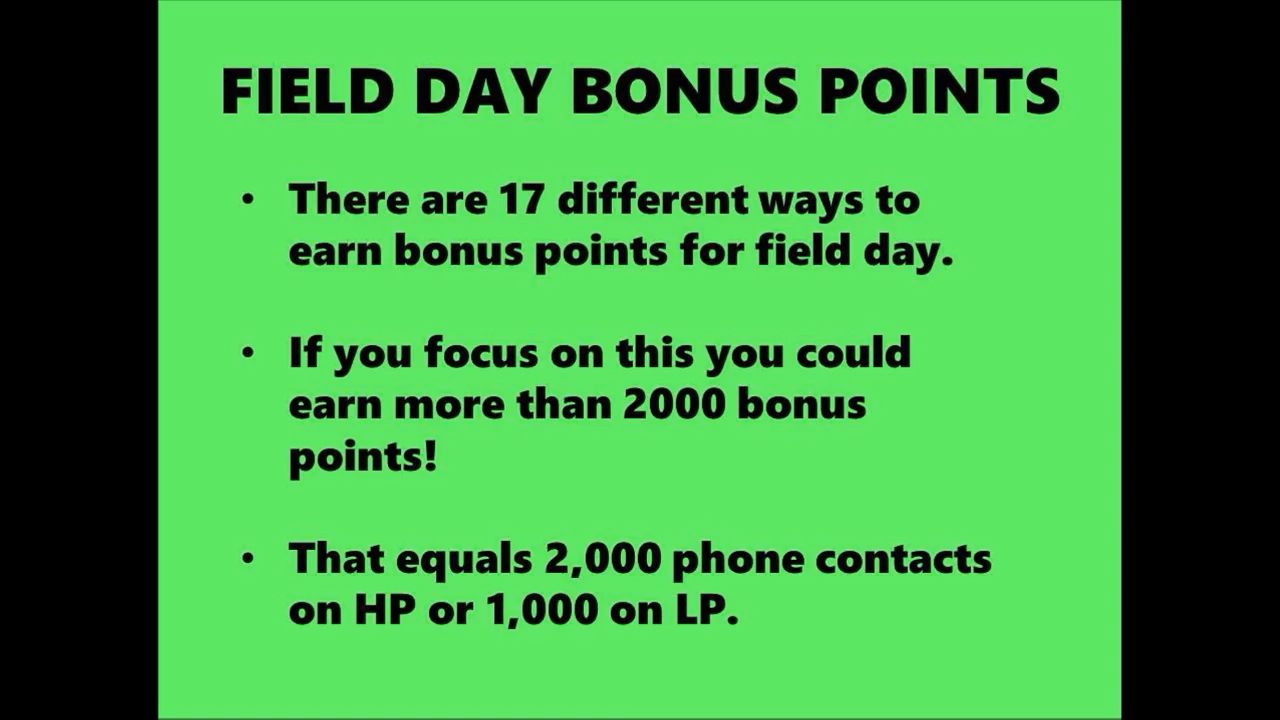 FIELD DAY BONUS POINTS
• There are 17 different ways to
earn bonus points for field day.
• If you focus on this you could
earn more than 2000 bonus
points!
• That equals 2,000 phone contacts
on HP or 1,000 on LP.